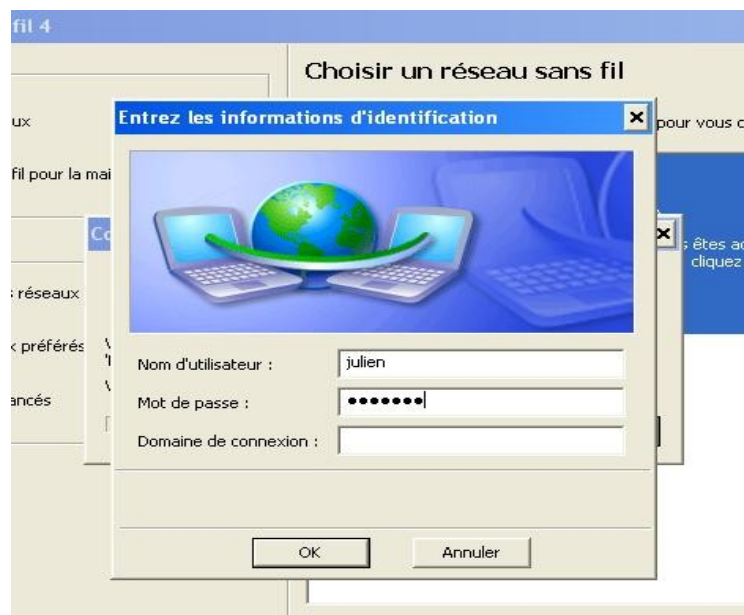 fil 4
Choisir un réseau sans fil
ux
Entrez les informations d'identification
pour vous c
fil pour la mai
Co
s êtes ac
cliquez
s réseaux
x préférés
Nom d'utilisateur :
julien
ancés
Mot de passe :
•••••••
Domaine de connexion :
OK
Annuler